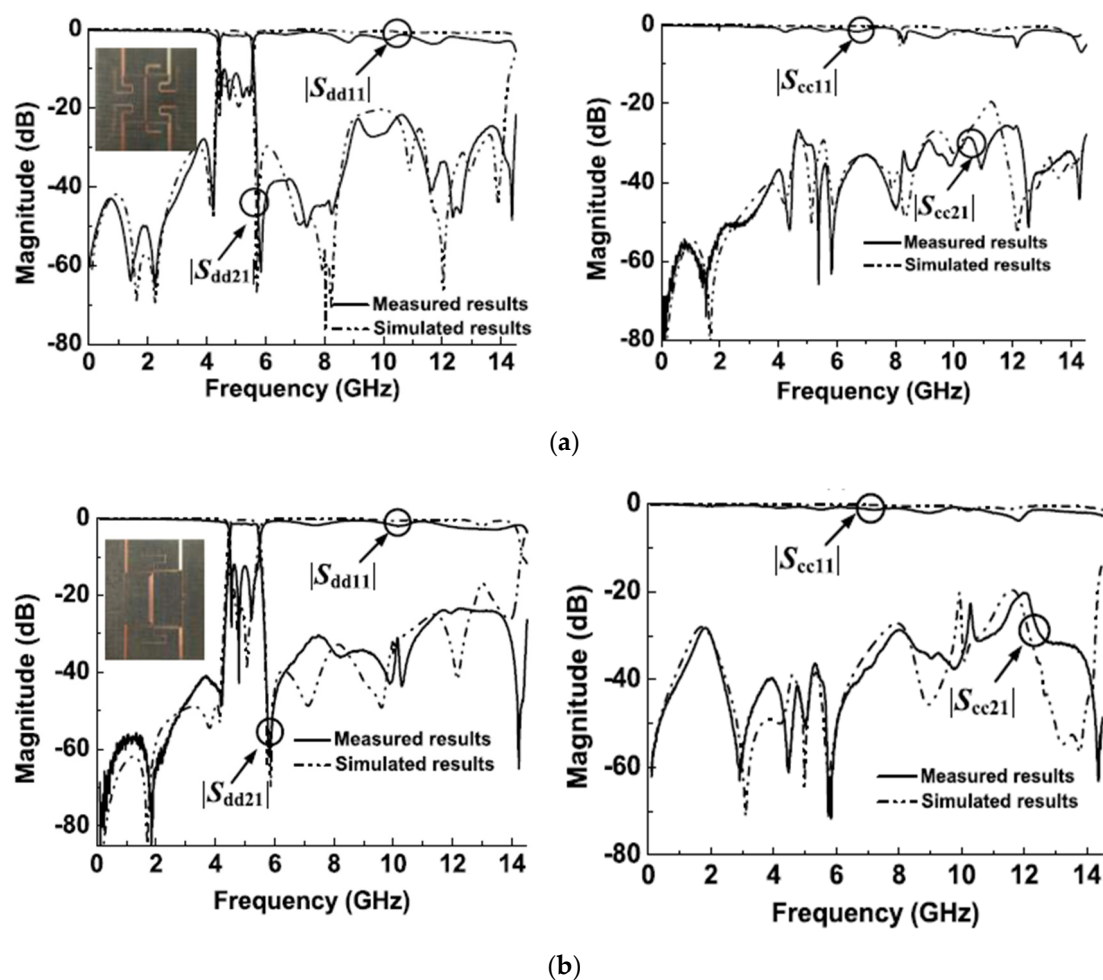 0
-20
-40
-60
-80
Magnitude (dB)
|Sdd11|
|Sdd21|
Measured results
Simulated results
0 2 4 6 8 10 12 14
Frequency (GHz)
0
-20
-40
-60
-80
Magnitude (dB)
|Scc11|
|Scc21|
Measured results
Simulated results
0 2 4 6 8 10 12 14
Frequency (GHz)
(a)
0
-20
-40
-60
-80
Magnitude (dB)
|Sdd11|
Measured results
Simulated results
|Sdd21|
0 2 4 6 8 10 12 14
Frequency (GHz)
0
-20
-40
-60
-80
Magnitude (dB)
|Scc11|
|Scc21|
Measured results
Simulated results
0 2 4 6 8 10 12 14
Frequency (GHz)
(b)